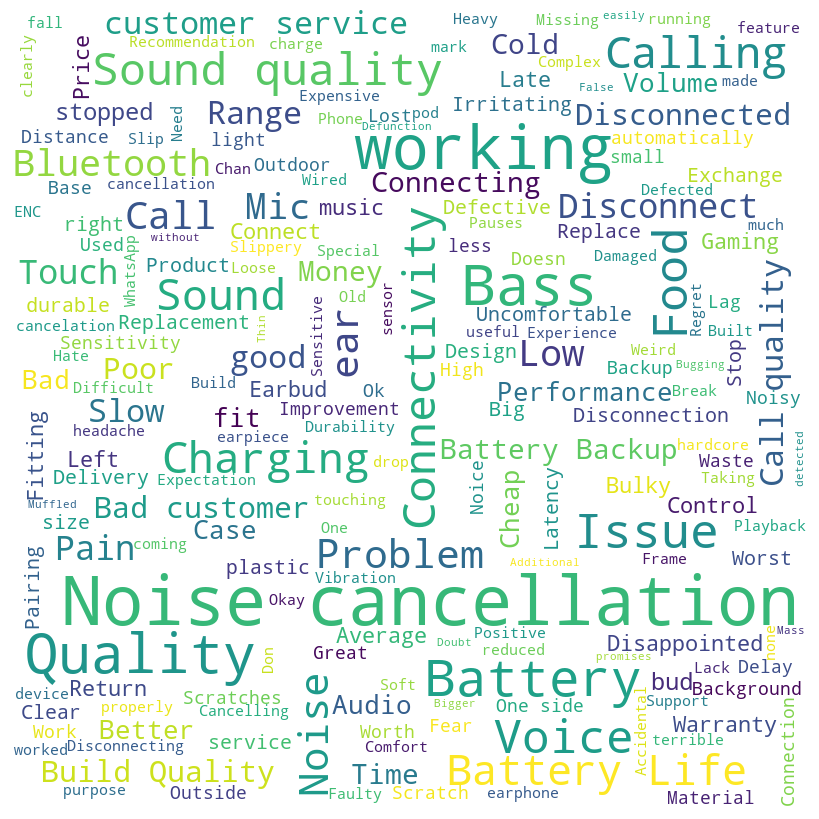 fall
customer service
Heavy
Missing
easily
running
clearly
Price
Recommendation
charge
mark
Cold
Complex
Calling
feature
Sound quality
Late
False
Volume
made
stopped
Range
Expensive
Phone
Lost
pod
Irritating
Disconnected
Distance
Slip
Need
light
Defunction
working
automatically
Bluetooth
Chan
Outdoor
small
Exchange
Base
cancellation
Wired
Connecting
Defected
ENC
right
Call
Mic
music
Defective
Disconnect
much
Used
without
Connect
Slippery
Special
Connectivity
less
Pauses
Replace
Food
Gaming
Touch
WhatsApp
Product
Loose
Money
Doesn
Damaged
Regret
durable
Sound
Old
sensor
Bass
Lag
cancelation
Replacement
Thin
Sensitive
ear
Uncomfortable
Built
Sensitivity
useful
Experience
Call quality
Hate
Poor
good
Design
Low
Weird
Stop
Bad
Difficult
Build
Earbud
Ok
High
Backup
Bugging
Slow
fit
Improvement
Big
Performance
Break
Noisy
Fitting
headache
earpiece
Durability
Disconnection
Left
Charging
Battery Backup
hardcore
Delivery
Expectation
drop
Noice
Cheap
Latency
Waste
detected
Muffled
Bad customer
touching
Bulky
Taking
size
Case
One
Control
Playback
Pairing
Pain
coming
Problem
Issue
Frame
Worst
plastic
Vibration
Additional
Noise cancellation
Okay
Quality
Average
Positive
Doubt
reduced
Disappointed
none
Mass
Don
Great
promises
Lack
Delay
device
Return
Scratches
Noise
Soft
Battery
bud
Background
Clear
properly
Cancelling
Audio
Bigger
One side
Accidental
Support
Work
Better
service
Worth
Fear
Voice
Warranty
Connection
worked
Disconnecting
Comfort
terrible
Build Quality
Time
Battery Life
purpose
Outside
Faulty
Scratch
earphone
Material